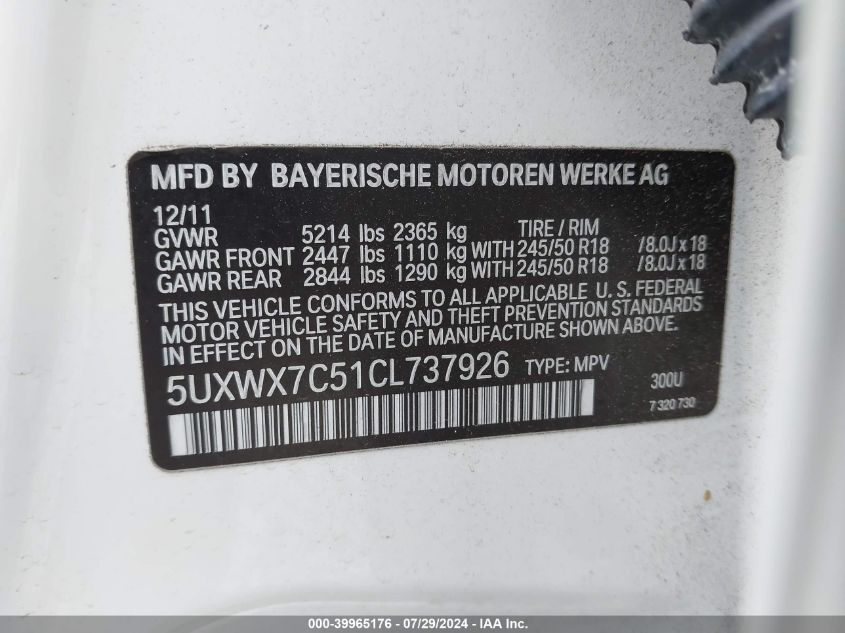 MFD BY BAYERISCHE MOTOREN WERKE AG
12/11
GVWR 5214 lbs 2365 kg TIRE / RIM
GAWR FRONT 2447 lbs 1110 kg WITH 245/50 R18 /8.0J x 18
GAWR REAR 2844 lbs 1290 kg WITH 245/50 R18 /8.0J x 18
THIS VEHICLE CONFORMS TO ALL APPLICABLE U. S. FEDERAL
MOTOR VEHICLE SAFETY AND THEFT PREVENTION STANDARDS
IN EFFECT ON THE DATE OF MANUFACTURE SHOWN ABOVE.
5UXWX7C51CL737926 TYPE: MPV 300U
7 320 730
000-39965176 - 07/29/2024 - IAA Inc.